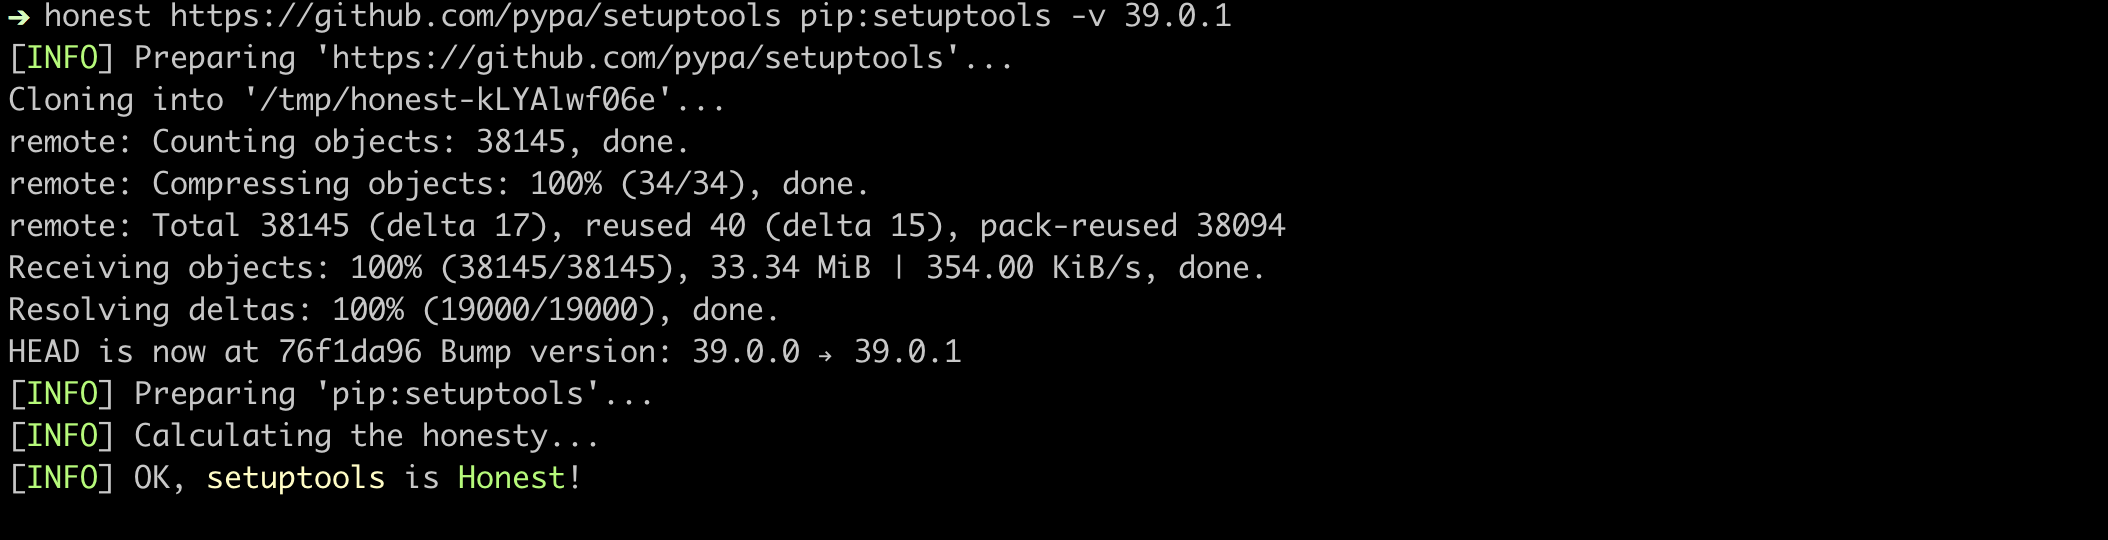 ➔ honest https://github.com/pypa/setuptools pip:setuptools -v 39.0.1
[INFO] Preparing 'https://github.com/pypa/setuptools'...
Cloning into '/tmp/honest-kLYAlwf06e'...
remote: Counting objects: 38145, done.
remote: Compressing objects: 100% (34/34), done.
remote: Total 38145 (delta 17), reused 40 (delta 15), pack-reused 38094
Receiving objects: 100% (38145/38145), 33.34 MiB | 354.00 KiB/s, done.
Resolving deltas: 100% (19000/19000), done.
HEAD is now at 76f1da96 Bump version: 39.0.0 → 39.0.1
[INFO] Preparing 'pip:setuptools'...
[INFO] Calculating the honesty...
[INFO] OK, setuptools is Honest!